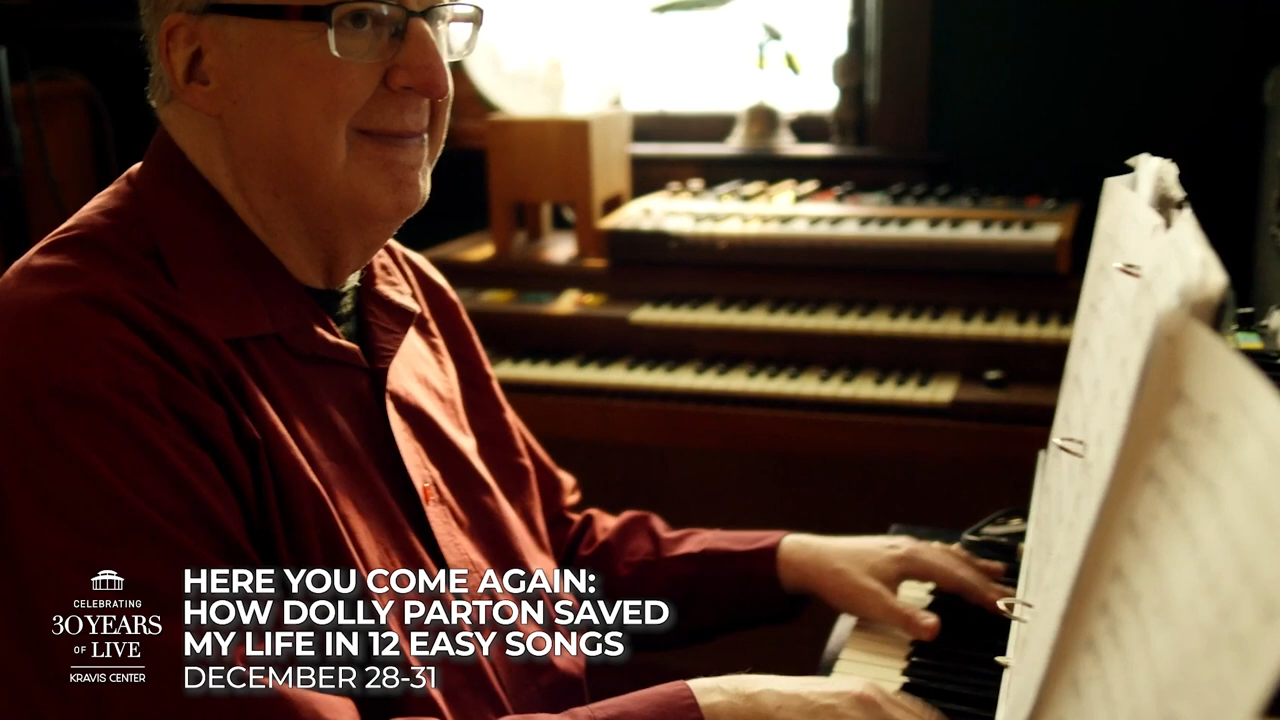 CELEBRATING
30 YEARS
OF LIVE
KRAVIS CENTER
HERE YOU COME AGAIN:
HOW DOLLY PARTON SAVED
MY LIFE IN 12 EASY SONGS
DECEMBER 28-31